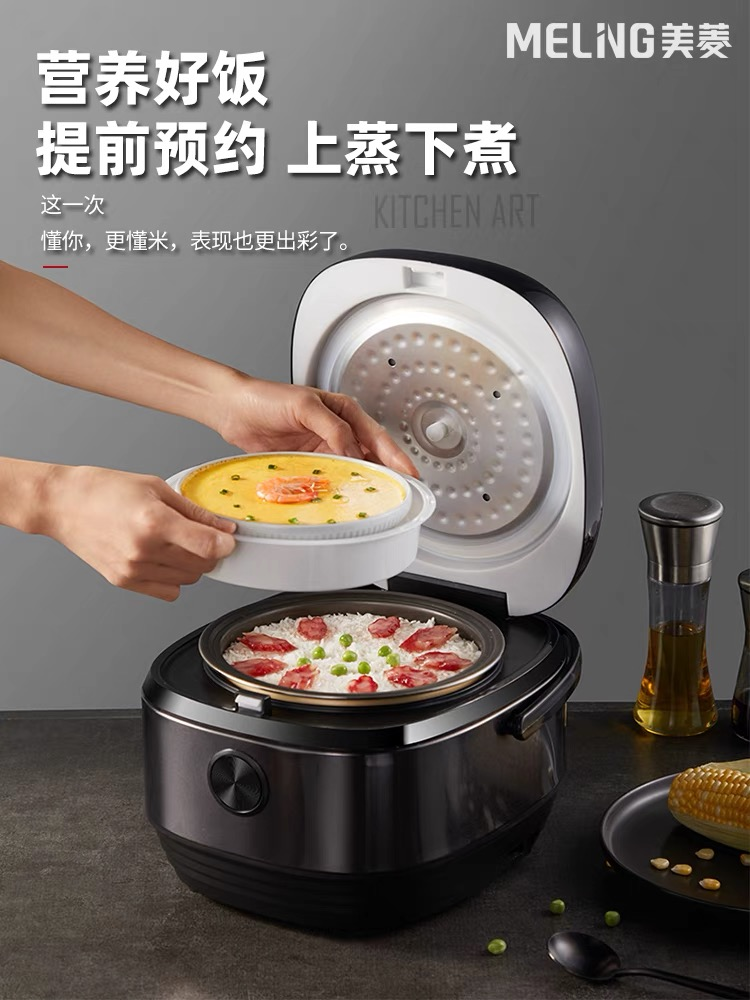 MELING美菱
营养好饭
提前预约 上蒸下煮
这一次
懂你，更懂米，表现也更出彩了。
KITCHEN ART